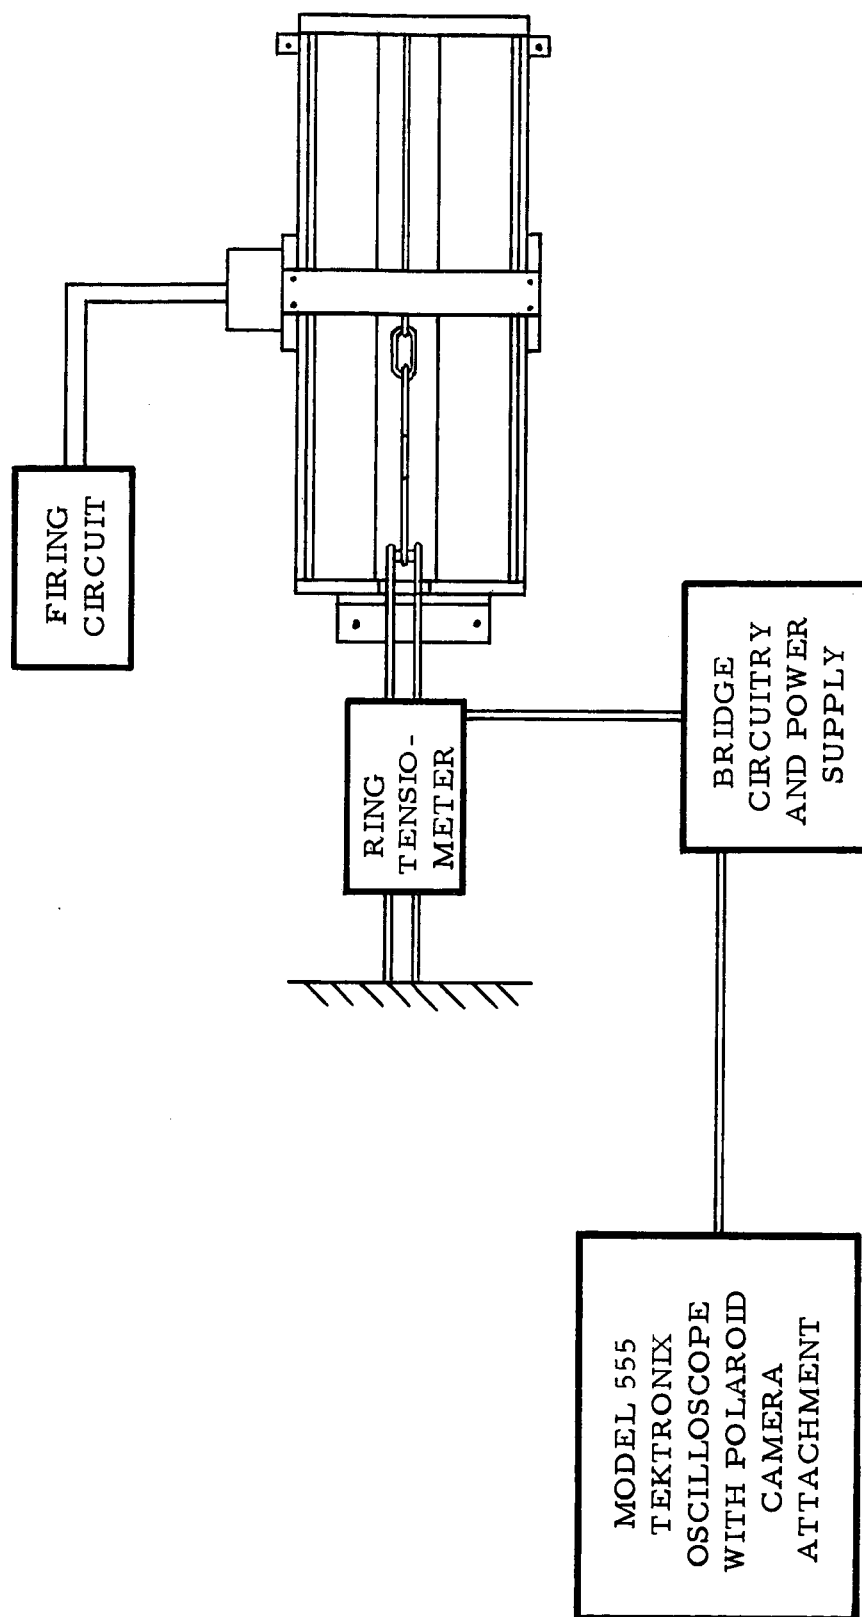 FIRING
CIRCUIT
RING
TENSIO-
METER
BRIDGE
CIRCUITRY
AND POWER
SUPPLY
MODEL 555
TEKTRONIX
OSCILLOSCOPE
WITH POLAROID
CAMERA
ATTACHMENT